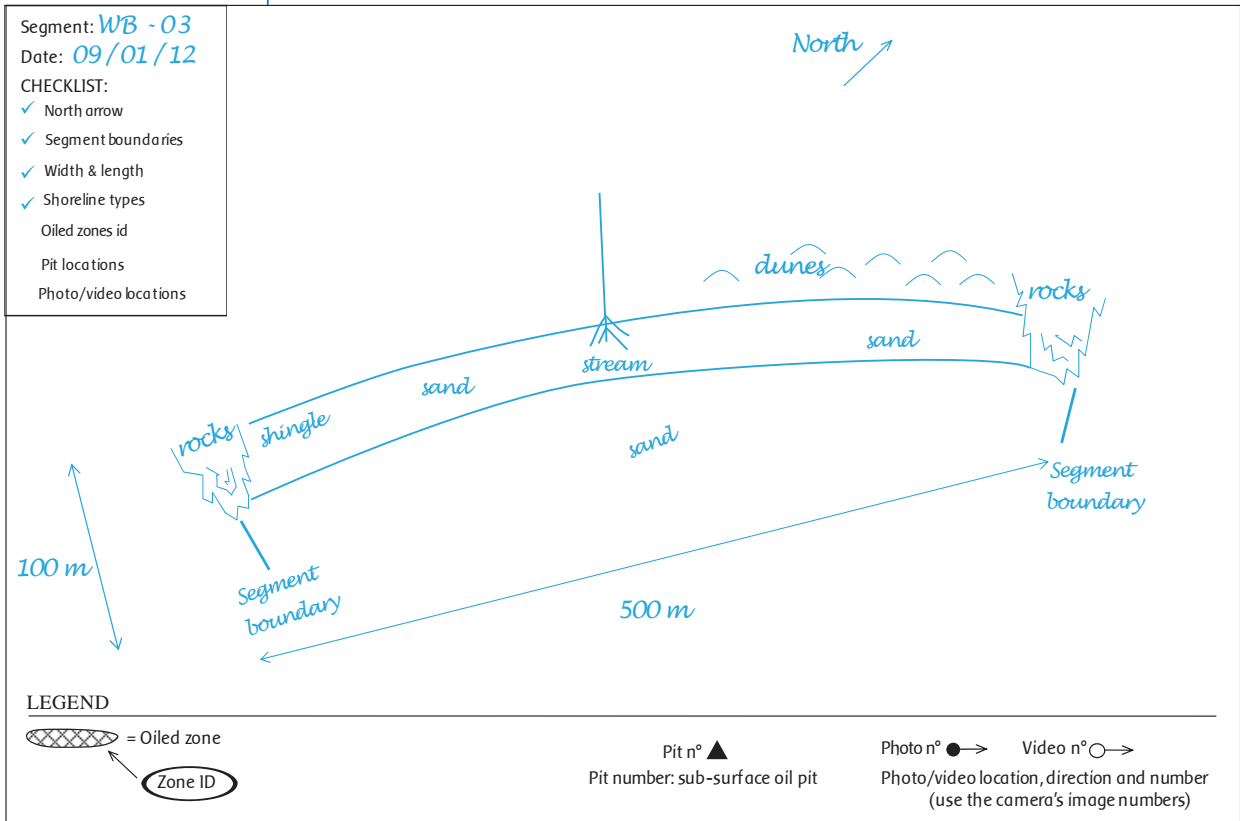 Segment: WB - 03
Date: 09/01/12
CHECKLIST:
✓ North arrow
✓ Segment boundaries
✓ Width & length
✓ Shoreline types
Oiled zones id
Pit locations
Photo/video locations
North
dunes
rocks
sand
stream
sand
rocks
shingle
sand
Segment
boundary
100 m
Segment
boundary
500 m
LEGEND
= Oiled zone
Zone ID
Pit n° ▲
Pit number: sub-surface oil pit
Photo n°
Video n°
Photo/video location, direction and number
(use the camera's image numbers)